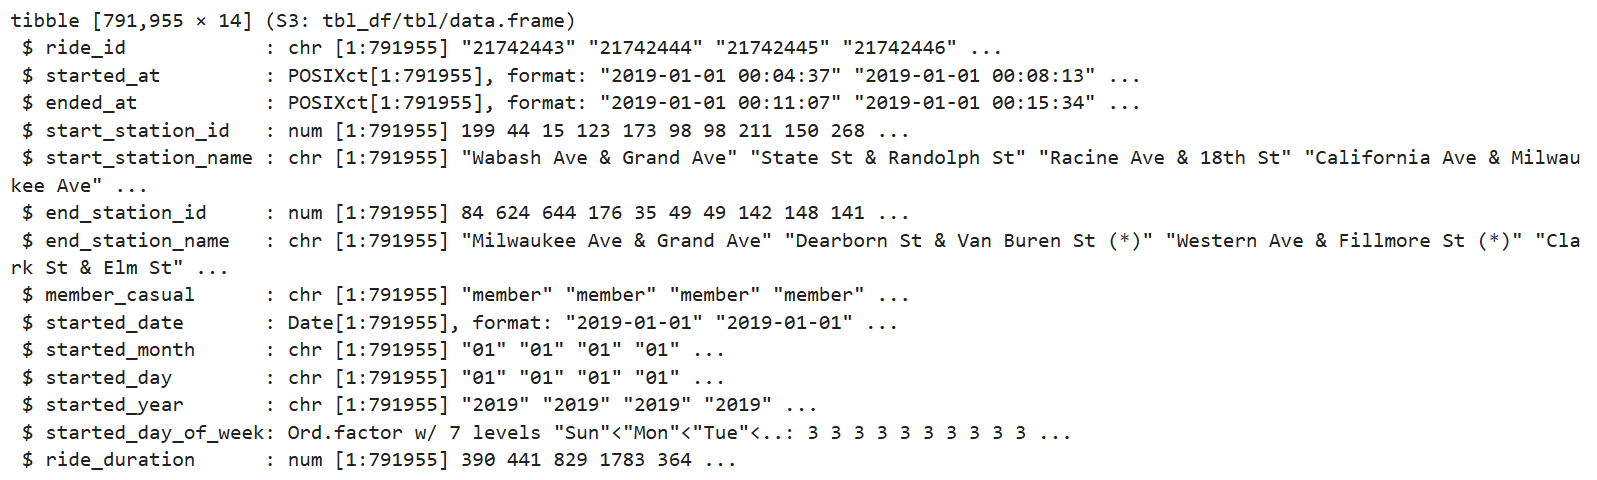 tibble [791,955 × 14] (S3: tbl_df/tbl/data.frame)
 $ ride_id           : chr [1:791955] "21742443" "21742444" "21742445" "21742446" ...
 $ started_at        : POSIXct[1:791955], format: "2019-01-01 00:04:37" "2019-01-01 00:08:13" ...
 $ ended_at          : POSIXct[1:791955], format: "2019-01-01 00:11:07" "2019-01-01 00:15:34" ...
 $ start_station_id  : num [1:791955] 199 44 15 123 173 98 98 211 150 268 ...
 $ start_station_name : chr [1:791955] "Wabash Ave & Grand Ave" "State St & Randolph St" "Racine Ave & 18th St" "California Ave & Milwau
kee Ave" ...
 $ end_station_id    : num [1:791955] 84 624 644 176 35 49 49 142 148 141 ...
 $ end_station_name  : chr [1:791955] "Milwaukee Ave & Grand Ave" "Dearborn St & Van Buren St (*)" "Western Ave & Fillmore St (*)" "Cla
rk St & Elm St" ...
 $ member_casual     : chr [1:791955] "member" "member" "member" "member" ...
 $ started_date      : Date[1:791955], format: "2019-01-01" "2019-01-01" ...
 $ started_month     : chr [1:791955] "01" "01" "01" "01" ...
 $ started_day       : chr [1:791955] "01" "01" "01" "01" ...
 $ started_year      : chr [1:791955] "2019" "2019" "2019" "2019" ...
 $ started_day_of_week: Ord.factor w/ 7 levels "Sun"<"Mon"<"Tue"<..: 3 3 3 3 3 3 3 3 3 3 ...
 $ ride_duration     : num [1:791955] 390 441 829 1783 364 ...